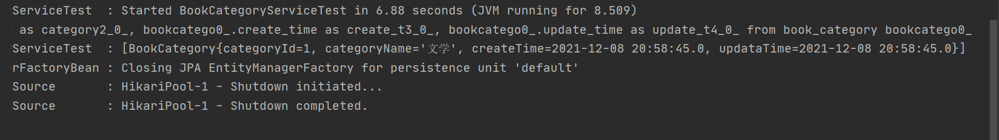 ServiceTest  : Started BookCategoryServiceTest in 6.88 seconds (JVM running for 8.509)
as category2_0_, bookcatego0_.create_time as create_t3_0_, bookcatego0_.update_time as update_t4_0_ from book_category bookcatego0_
ServiceTest  : [BookCategory{categoryId=1, categoryName='文学', createTime=2021-12-08 20:58:45.0, updataTime=2021-12-08 20:58:45.0}]
rFactoryBean : Closing JPA EntityManagerFactory for persistence unit 'default'
Source       : HikariPool-1 - Shutdown initiated...
Source       : HikariPool-1 - Shutdown completed.